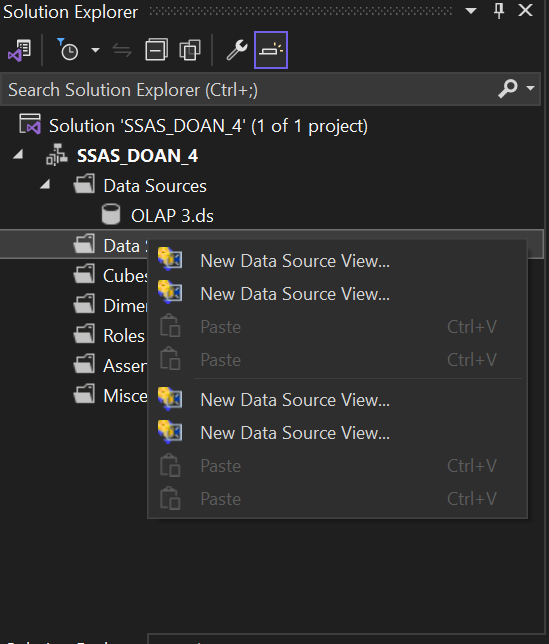 Solution Explorer
Search Solution Explorer (Ctrl+;)
Solution 'SSAS_DOAN_4' (1 of 1 project)
SSAS_DOAN_4
Data Sources
OLAP 3.ds
Data S
New Data Source View...
Cubes
New Data Source View...
Dimen
Paste Ctrl+V
Roles
Paste Ctrl+V
Assem
New Data Source View...
Misce
New Data Source View...
Paste Ctrl+V
Paste Ctrl+V